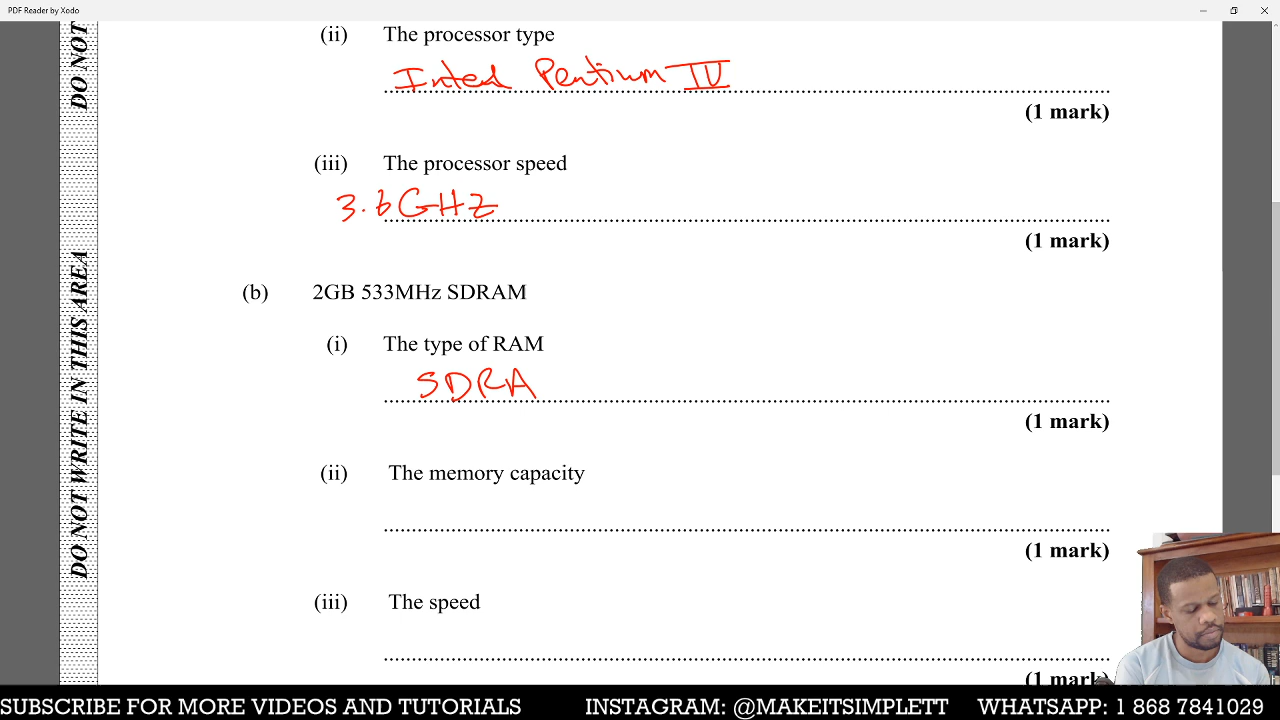 PDF Reader by Xodo
DO NOT
(ii) The processor type
Intel Pentium IV
(1 mark)
(iii) The processor speed
3.6GHz
(1 mark)
(b) 2GB 533MHz SDRAM
(i) The type of RAM
SDRA
(1 mark)
(ii) The memory capacity
(1 mark)
(iii) The speed
(1 mark)
DO NOT WRITE IN THIS AREA
SUBSCRIBE FOR MORE VIDEOS AND TUTORIALS INSTAGRAM: @MAKEITSIMPLETT WHATSAPP: 1 868 7841029